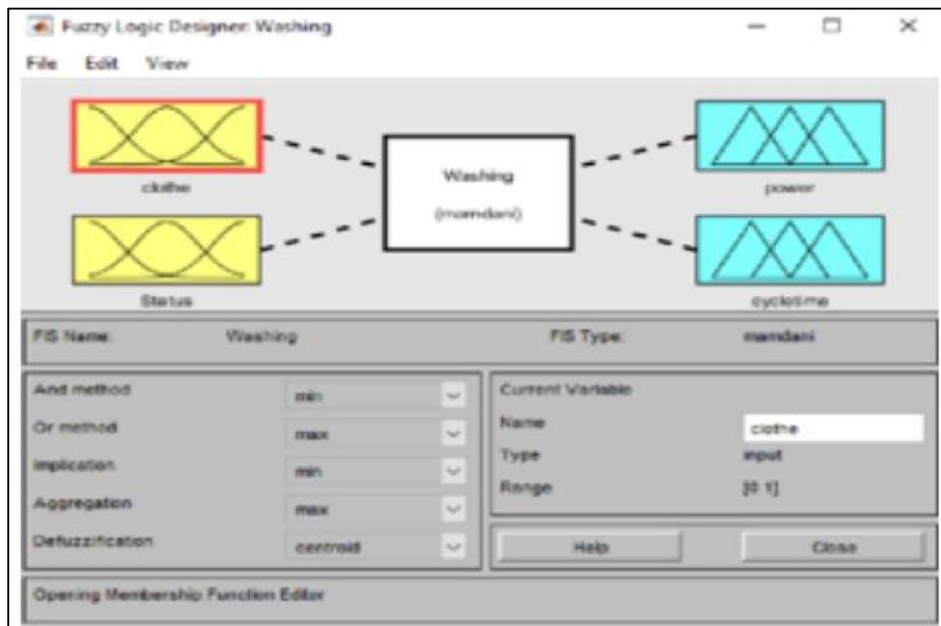 Fuzzy Logic Designer: Washing
File Edit View
clothe
Status
Washing
(mamdani)
power
cycletime
FIS Name: Washing FIS Type: mamdani
And method min
Or method max
Implication min
Aggregation max
Defuzzification centroid
Current Variable
Name clothe
Type input
Range [0 1]
Help Close
Opening Membership Function Editor